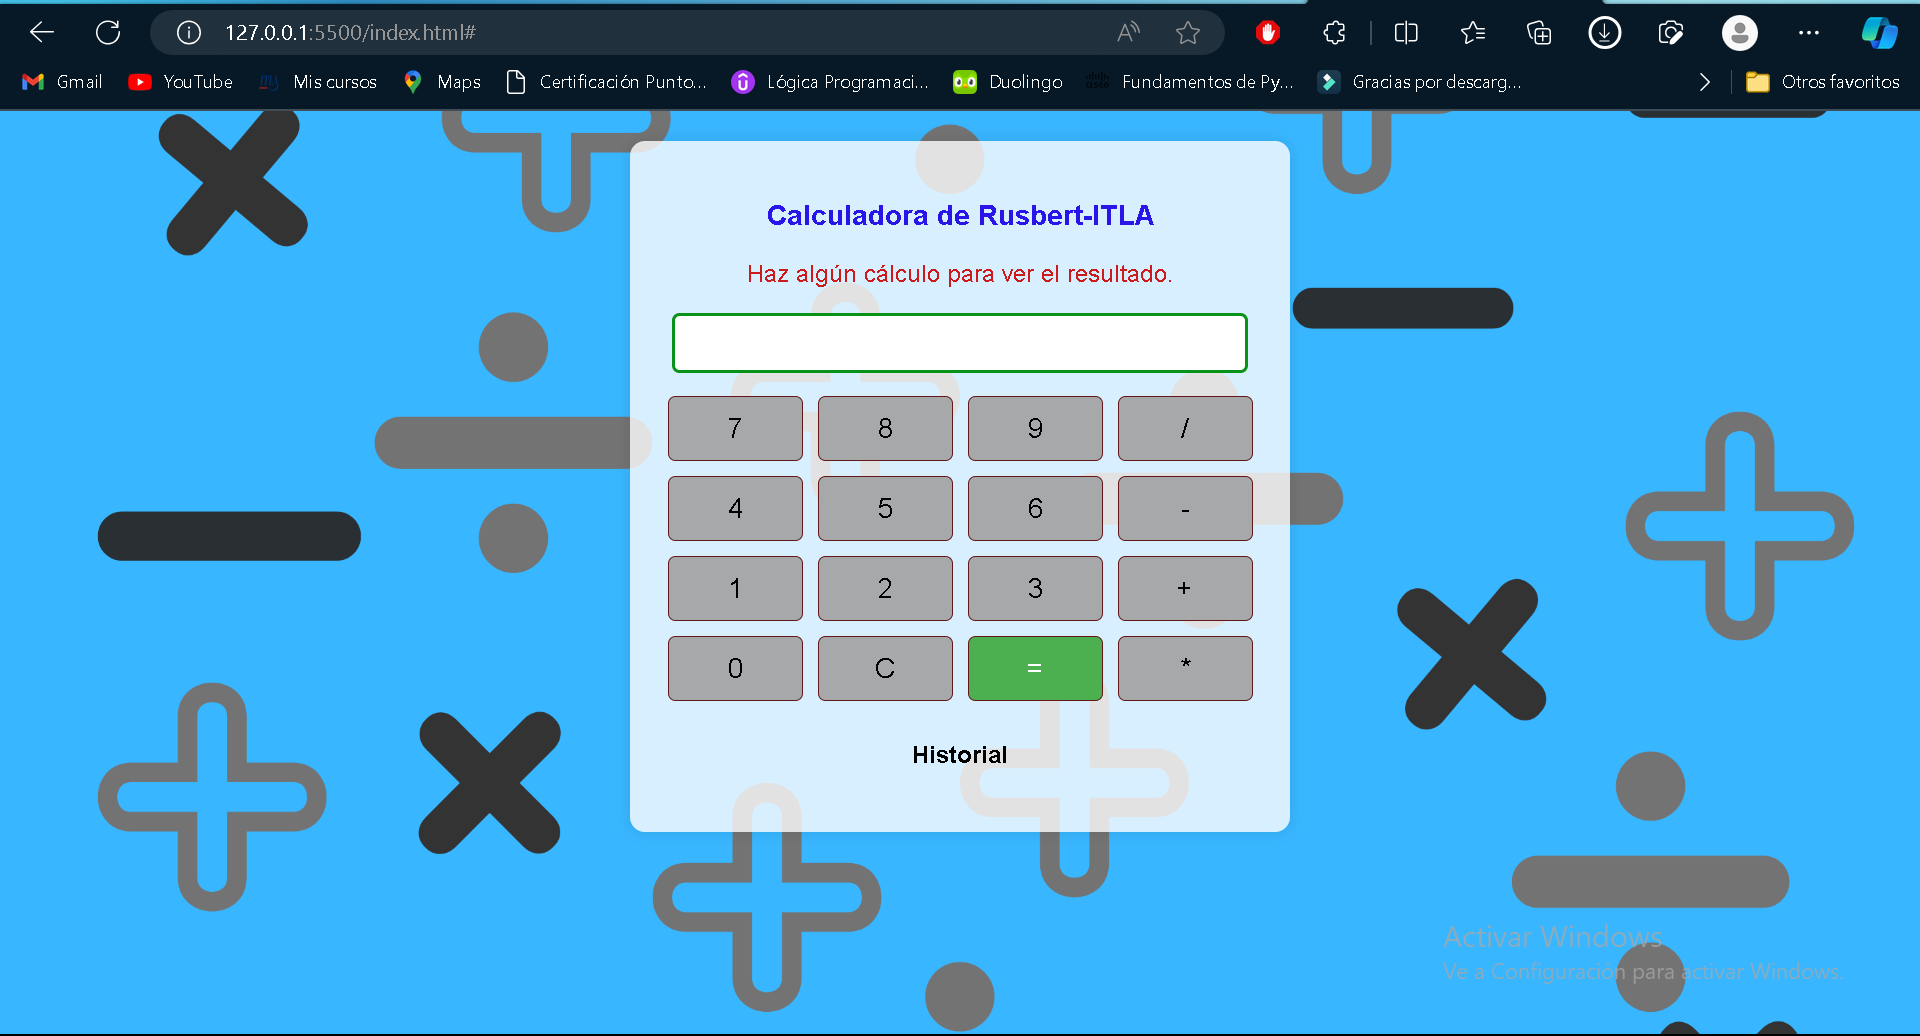 127.0.0.1:5500/index.html#
Gmail YouTube Mis cursos Maps Certificación Punto... Lógica Programaci... Duolingo Fundamentos de Py... Gracias por descarg... Otros favoritos
Calculadora de Rusbert-ITLA
Haz algún cálculo para ver el resultado.
7 8 9 /
4 5 6 -
1 2 3 +
0 C = *
Historial
Activar Windows
Ve a Configuración para activar Windows.